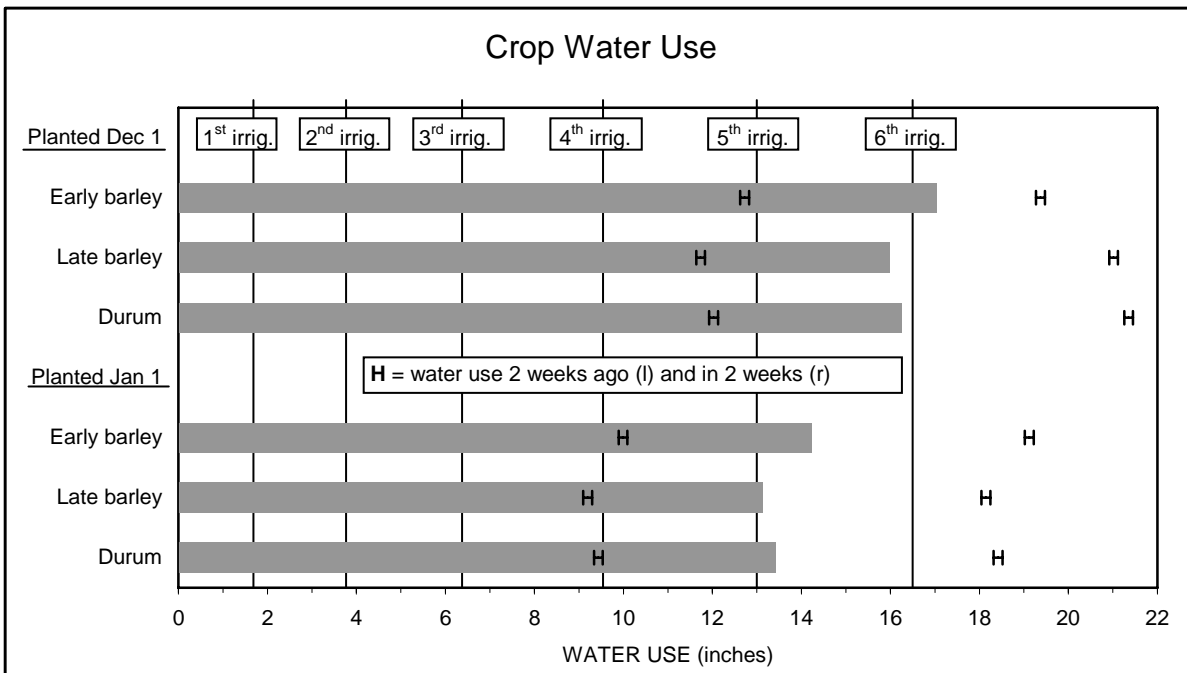 Crop Water Use
Planted Dec 1
1st irrig. 2nd irrig. 3rd irrig. 4th irrig. 5th irrig. 6th irrig.
Early barley
H H
Late barley
H H
Durum
H H
Planted Jan 1
H = water use 2 weeks ago (l) and in 2 weeks (r)
Early barley
H H
Late barley
H H
Durum
H H
0 2 4 6 8 10 12 14 16 18 20 22
WATER USE (inches)